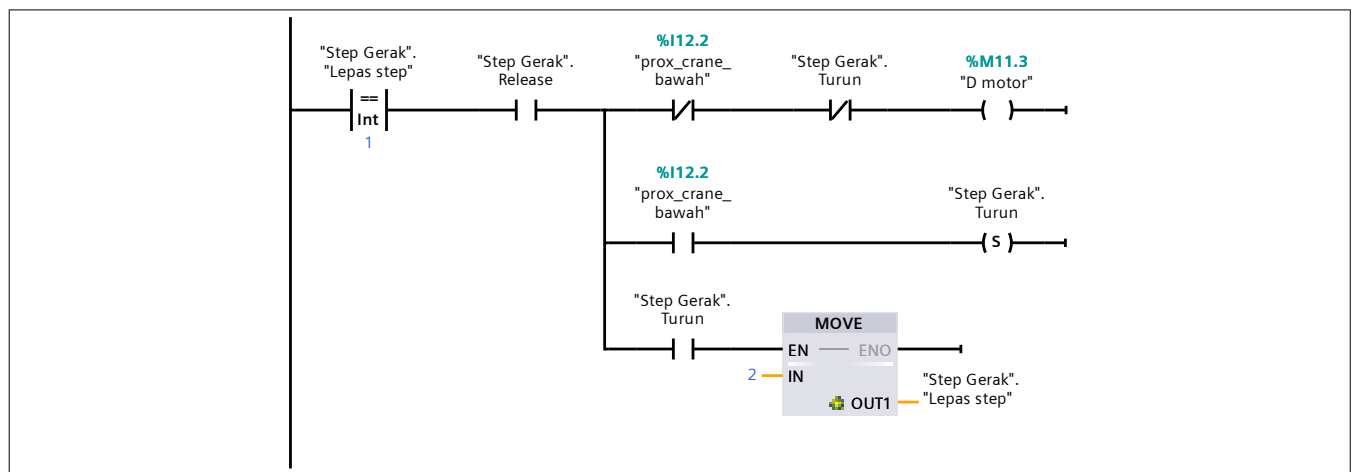 "Step Gerak".
"Lepas step"
==
Int
1
"Step Gerak".
Release
%I12.2
"prox_crane_
bawah"
"Step Gerak".
Turun
%M11.3
"D motor"
%I12.2
"prox_crane_
bawah"
"Step Gerak".
Turun
S
"Step Gerak".
Turun
MOVE
EN
ENO
2
IN
OUT1
"Step Gerak".
"Lepas step"